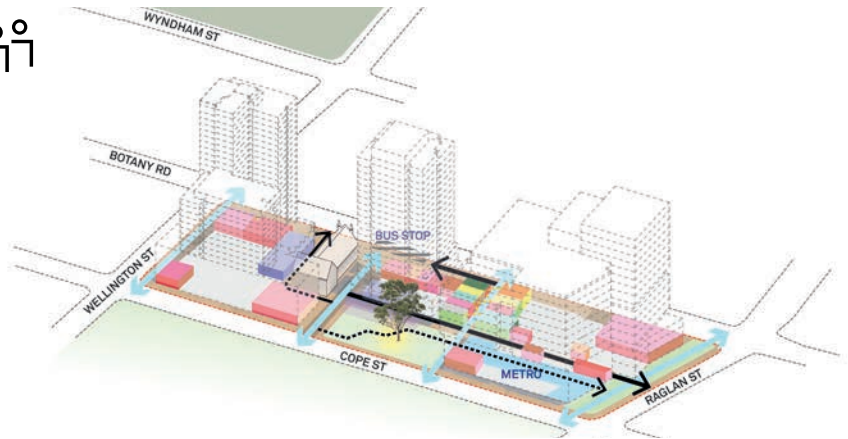 WYNDHAM ST
BOTANY RD
BUS STOP
WELLINGTON ST
COPE ST
METRO
RAGLAN ST